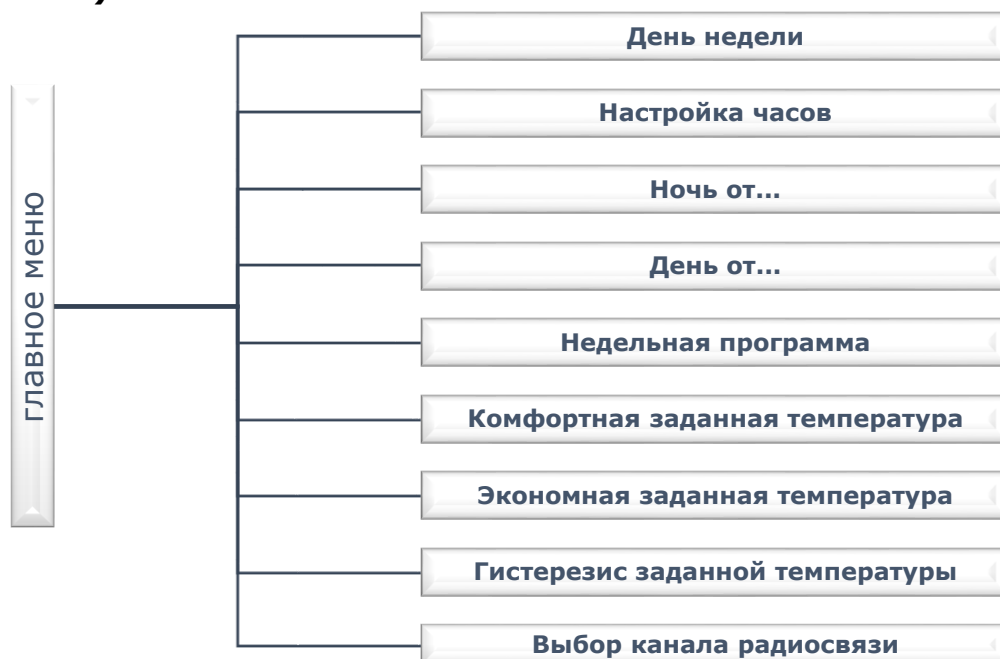 главное меню
День недели
Настройка часов
Ночь от...
День от...
Недельная программа
Комфортная заданная температура
Экономная заданная температура
Гистерезис заданной температуры
Выбор канала радиосвязи